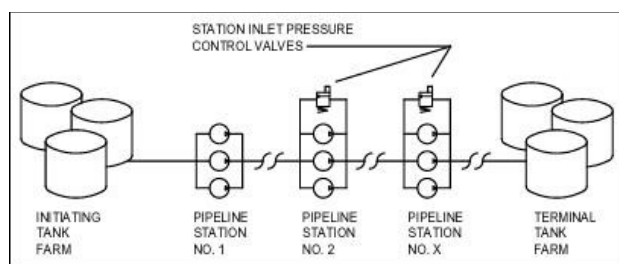 STATION INLET PRESSURE
CONTROL VALVES
INITIATING
TANK
FARM
PIPELINE
STATION
NO. 1
PIPELINE
STATION
NO. 2
PIPELINE
STATION
NO. X
TERMINAL
TANK
FARM